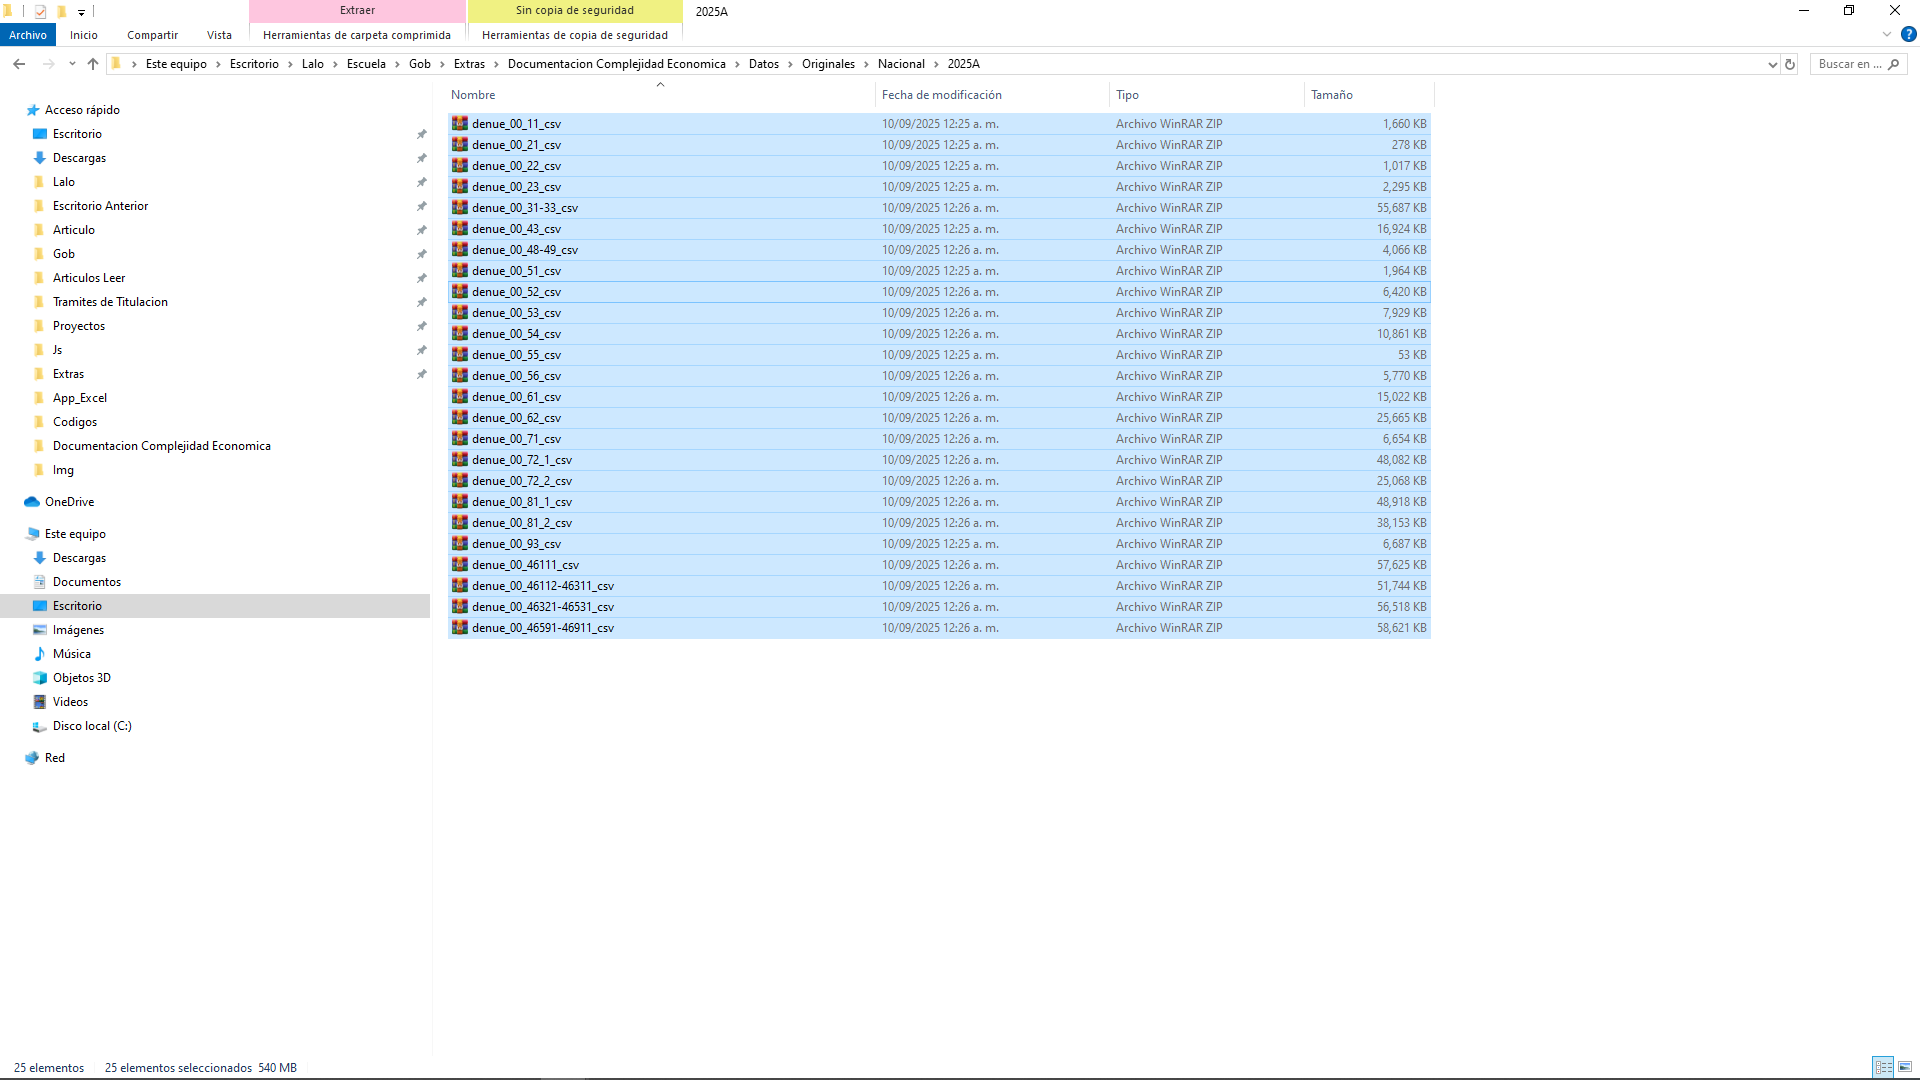 Extraer
Sin copia de seguridad
2025A
Archivo
Inicio
Compartir
Vista
Herramientas de carpeta comprimida
Herramientas de copia de seguridad
Este equipo > Escritorio > Lalo > Escuela > Gob > Extras > Documentacion Complejidad Economica > Datos > Originales > Nacional > 2025A
Buscar en ...
Acceso rápido
Escritorio
Descargas
Lalo
Escritorio Anterior
Articulo
Gob
Articulos Leer
Tramites de Titulacion
Proyectos
Js
Extras
App_Excel
Codigos
Documentacion Complejidad Economica
Img
OneDrive
Este equipo
Descargas
Documentos
Escritorio
Imágenes
Música
Objetos 3D
Videos
Disco local (C:)
Red
Nombre Fecha de modificación Tipo Tamaño
denue_00_11_csv 10/09/2025 12:25 a. m. Archivo WinRAR ZIP 1,660 KB
denue_00_21_csv 10/09/2025 12:25 a. m. Archivo WinRAR ZIP 278 KB
denue_00_22_csv 10/09/2025 12:25 a. m. Archivo WinRAR ZIP 1,017 KB
denue_00_23_csv 10/09/2025 12:25 a. m. Archivo WinRAR ZIP 2,295 KB
denue_00_31-33_csv 10/09/2025 12:26 a. m. Archivo WinRAR ZIP 55,687 KB
denue_00_43_csv 10/09/2025 12:25 a. m. Archivo WinRAR ZIP 16,924 KB
denue_00_48-49_csv 10/09/2025 12:26 a. m. Archivo WinRAR ZIP 4,066 KB
denue_00_51_csv 10/09/2025 12:25 a. m. Archivo WinRAR ZIP 1,964 KB
denue_00_52_csv 10/09/2025 12:26 a. m. Archivo WinRAR ZIP 6,420 KB
denue_00_53_csv 10/09/2025 12:26 a. m. Archivo WinRAR ZIP 7,929 KB
denue_00_54_csv 10/09/2025 12:26 a. m. Archivo WinRAR ZIP 10,861 KB
denue_00_55_csv 10/09/2025 12:25 a. m. Archivo WinRAR ZIP 53 KB
denue_00_56_csv 10/09/2025 12:26 a. m. Archivo WinRAR ZIP 5,770 KB
denue_00_61_csv 10/09/2025 12:26 a. m. Archivo WinRAR ZIP 15,022 KB
denue_00_62_csv 10/09/2025 12:26 a. m. Archivo WinRAR ZIP 25,665 KB
denue_00_71_csv 10/09/2025 12:26 a. m. Archivo WinRAR ZIP 6,654 KB
denue_00_72_1_csv 10/09/2025 12:26 a. m. Archivo WinRAR ZIP 48,082 KB
denue_00_72_2_csv 10/09/2025 12:26 a. m. Archivo WinRAR ZIP 25,068 KB
denue_00_81_1_csv 10/09/2025 12:26 a. m. Archivo WinRAR ZIP 48,918 KB
denue_00_81_2_csv 10/09/2025 12:26 a. m. Archivo WinRAR ZIP 38,153 KB
denue_00_93_csv 10/09/2025 12:25 a. m. Archivo WinRAR ZIP 6,687 KB
denue_00_46111_csv 10/09/2025 12:26 a. m. Archivo WinRAR ZIP 57,625 KB
denue_00_46112-46311_csv 10/09/2025 12:26 a. m. Archivo WinRAR ZIP 51,744 KB
denue_00_46321-46531_csv 10/09/2025 12:26 a. m. Archivo WinRAR ZIP 56,518 KB
denue_00_46591-46911_csv 10/09/2025 12:26 a. m. Archivo WinRAR ZIP 58,621 KB
25 elementos
25 elementos seleccionados 540 MB